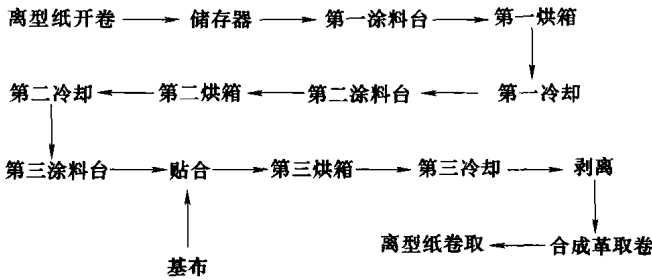 离型纸开卷 储存器 第一涂料台 第一烘箱
第二冷却 第二烘箱 第二涂料台 第一冷却
第三涂料台 贴合 第三烘箱 第三冷却 剥离
离型纸卷取 合成革取卷
基布